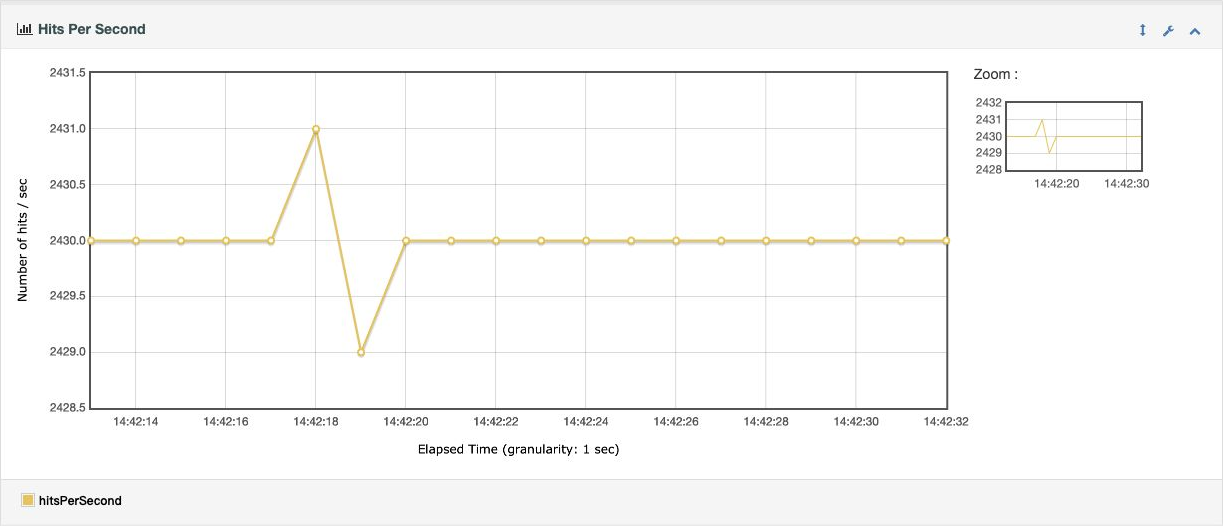 Hits Per Second
2431.5
2431.0
2430.5
2430.0
2429.5
2429.0
2428.5
Number of hits / sec
14:42:14 14:42:16 14:42:18 14:42:20 14:42:22 14:42:24 14:42:26 14:42:28 14:42:30 14:42:32
Elapsed Time (granularity: 1 sec)
Zoom :
2432
2431
2430
2429
2428
14:42:20 14:42:30
hitsPerSecond